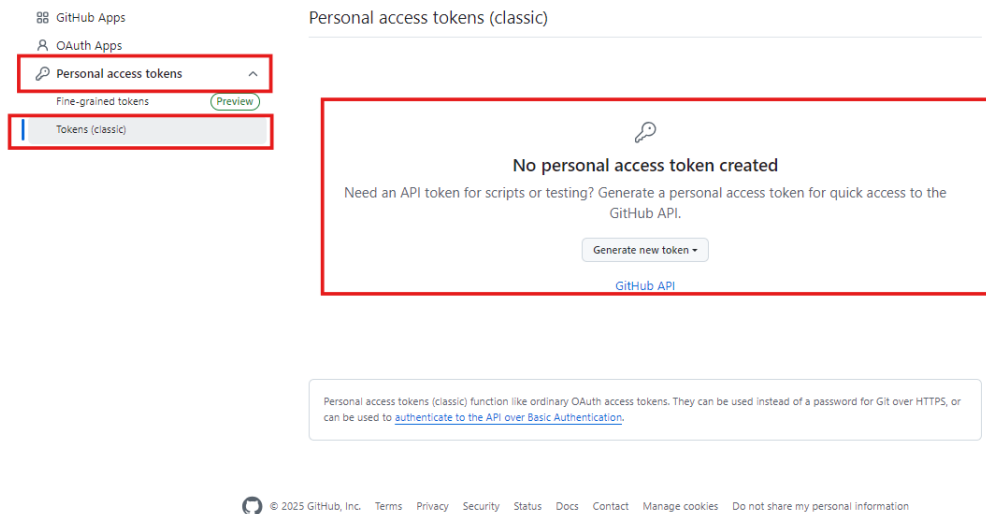 GitHub Apps
OAuth Apps
Personal access tokens
Fine-grained tokens Preview
Tokens (classic)
Personal access tokens (classic)
No personal access token created
Need an API token for scripts or testing? Generate a personal access token for quick access to the
GitHub API.
Generate new token
GitHub API
Personal access tokens (classic) function like ordinary OAuth access tokens. They can be used instead of a password for Git over HTTPS, or
can be used to authenticate to the API over Basic Authentication.
© 2025 GitHub, Inc. Terms Privacy Security Status Docs Contact Manage cookies Do not share my personal information